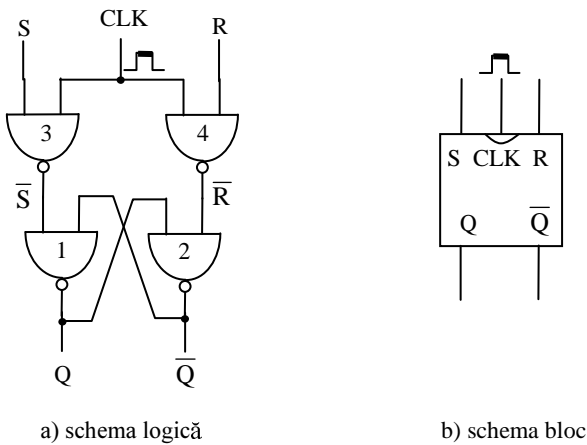 S CLK R
3 4
S̅ R̅
1 2
Q Q̅
a) schema logică
S CLK R
Q Q̅
b) schema bloc